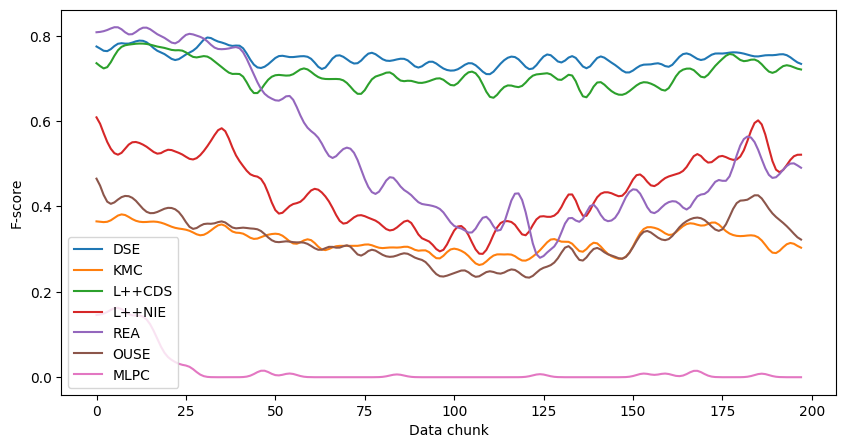 F-score
0.8
0.6
0.4
0.2
0.0
DSE
KMC
L++CDS
L++NIE
REA
OUSE
MLPC
0 25 50 75 100 125 150 175 200
Data chunk